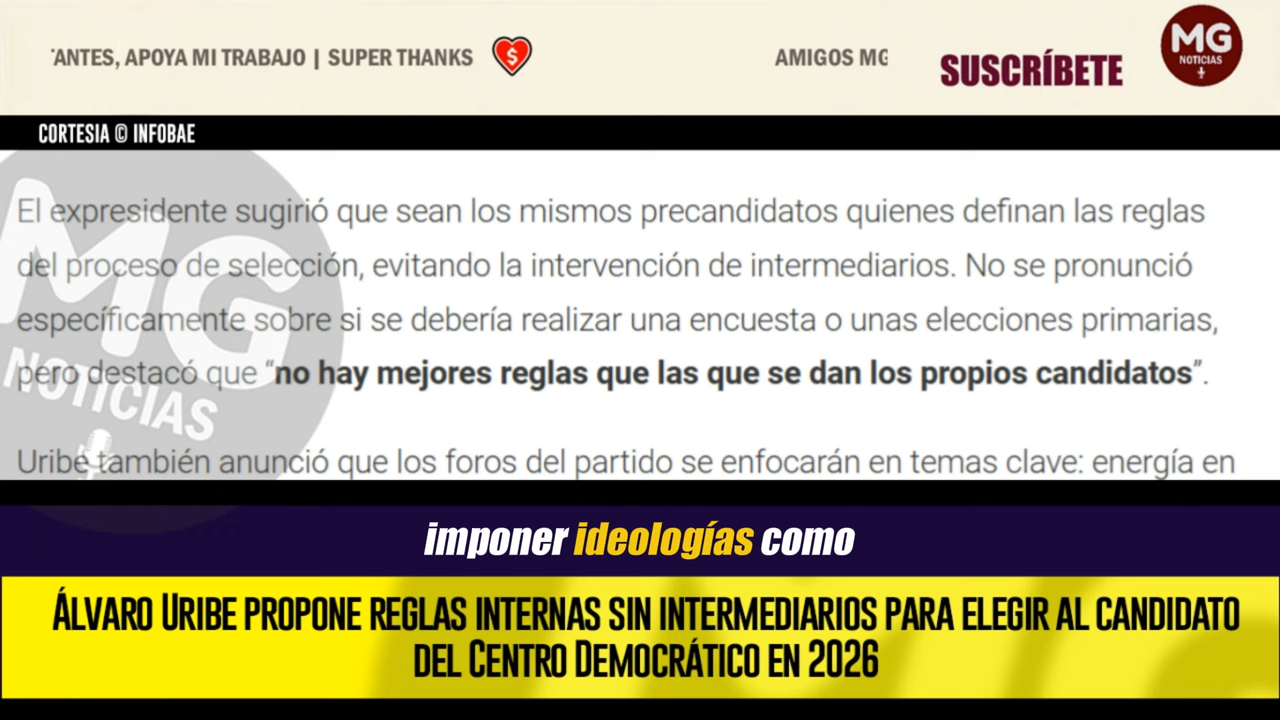 'ANTES, APOYA MI TRABAJO | SUPER THANKS
$
AMIGOS MG
SUSCRÍBETE
MG
NOTICIAS
CORTESIA © INFOBAE
El expresidente sugirió que sean los mismos precandidatos quienes definan las reglas
del proceso de selección, evitando la intervención de intermediarios. No se pronunció
específicamente sobre si se debería realizar una encuesta o unas elecciones primarias,
pero destacó que “no hay mejores reglas que las que se dan los propios candidatos”.
Uribe también anunció que los foros del partido se enfocarán en temas clave: energía en
MG
NOTICIAS
imponer ideologías como
ÁLVARO URIBE PROPONE REGLAS INTERNAS SIN INTERMEDIARIOS PARA ELEGIR AL CANDIDATO
DEL CENTRO DEMOCRÁTICO EN 2026